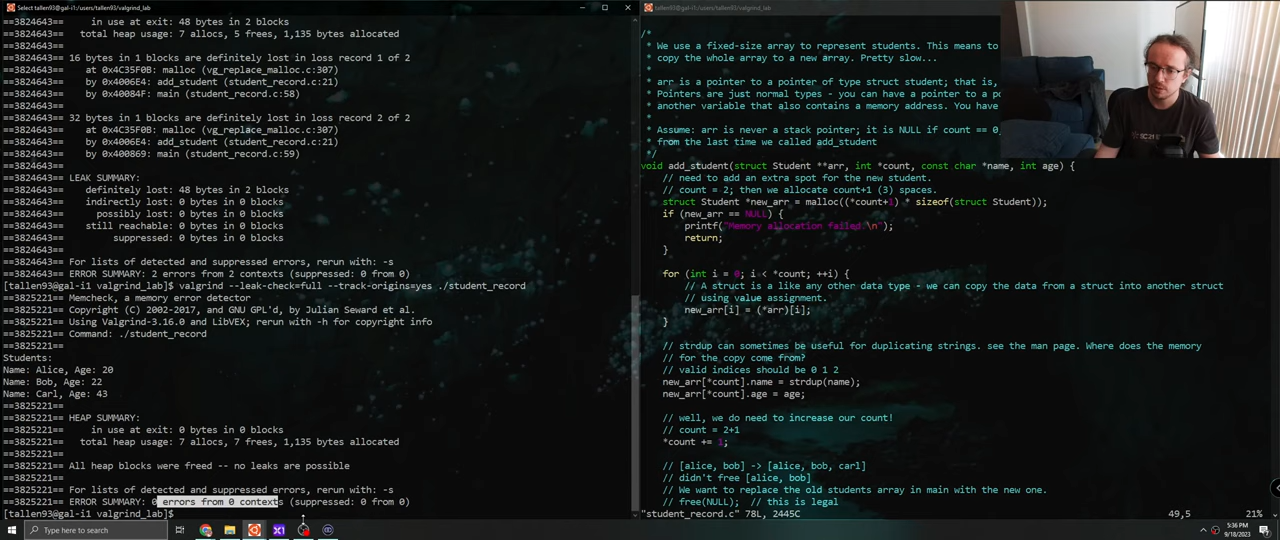 Select tallen93@gal-i1:/users/tallen93/valgrind_lab
in use at exit: 48 bytes in 2 blocks
==3824643== total heap usage: 7 allocs, 5 frees, 1,135 bytes allocated
==3824643==
==3824643== 16 bytes in 1 blocks are definitely lost in loss record 1 of 2
==3824643== at 0x4C35F0B: malloc (vg_replace_malloc.c:307)
==3824643== by 0x4006E4: add_student (student_record.c:21)
==3824643== by 0x40084F: main (student_record.c:58)
==3824643==
==3824643== 32 bytes in 1 blocks are definitely lost in loss record 2 of 2
==3824643== at 0x4C35F0B: malloc (vg_replace_malloc.c:307)
==3824643== by 0x4006E4: add_student (student_record.c:21)
==3824643== by 0x400869: main (student_record.c:59)
==3824643==
==3824643== LEAK SUMMARY:
==3824643== definitely lost: 48 bytes in 2 blocks
==3824643== indirectly lost: 0 bytes in 0 blocks
==3824643== possibly lost: 0 bytes in 0 blocks
==3824643== still reachable: 0 bytes in 0 blocks
==3824643== suppressed: 0 bytes in 0 blocks
==3824643==
==3824643== For lists of detected and suppressed errors, rerun with: -s
==3824643== ERROR SUMMARY: 2 errors from 2 contexts (suppressed: 0 from 0)
[tallen93@gal-i1 valgrind_lab]$ valgrind --leak-check=full --track-origins=yes ./student_record
==3825221== Memcheck, a memory error detector
==3825221== Copyright (C) 2002-2017, and GNU GPL'd, by Julian Seward et al.
==3825221== Using Valgrind-3.16.0 and LibVEX; rerun with -h for copyright info
==3825221== Command: ./student_record
==3825221==
Students:
Name: Alice, Age: 20
Name: Bob, Age: 22
Name: Carl, Age: 43
==3825221==
==3825221== HEAP SUMMARY:
==3825221== in use at exit: 0 bytes in 0 blocks
==3825221== total heap usage: 7 allocs, 7 frees, 1,135 bytes allocated
==3825221==
==3825221== All heap blocks were freed -- no leaks are possible
==3825221==
==3825221== For lists of detected and suppressed errors, rerun with: -s
==3825221== ERROR SUMMARY: 0 errors from 0 contexts (suppressed: 0 from 0)
[tallen93@gal-i1 valgrind_lab]$
tallen93@gal-i1:/users/tallen93/valgrind_lab
/*
* We use a fixed-size array to represent students. This means to
* copy the whole array to a new array. Pretty slow...
*
* arr is a pointer to a pointer of type struct student; that is,
* Pointers are just normal types - you can have a pointer to a po
* another variable that also contains a memory address. You have
*
* Assume: arr is never a stack pointer; it is NULL if count == 0,
* from the last time we called add_student
*/
void add_student(struct Student **arr, int *count, const char *name, int age) {
// need to add an extra spot for the new student.
// count = 2; then we allocate count+1 (3) spaces.
struct Student *new_arr = malloc((*count+1) * sizeof(struct Student));
if (new_arr == NULL) {
printf("Memory allocation failed.\n");
return;
}
for (int i = 0; i < *count; ++i) {
// A struct is a like any other data type - we can copy the data from a struct into another struct
// using value assignment.
new_arr[i] = (*arr)[i];
}
// strdup can sometimes be useful for duplicating strings. see the man page. Where does the memory
// for the copy come from?
// valid indices should be 0 1 2
new_arr[*count].name = strdup(name);
new_arr[*count].age = age;
// well, we do need to increase our count!
// count = 2+1
*count += 1;
// [alice, bob] -> [alice, bob, carl]
// didn't free [alice, bob]
// We want to replace the old students array in main with the new one.
// free(NULL); // this is legal
"student_record.c" 78L, 2445C
49,5
21%
SC21
Type here to search
X1
5:36 PM
9/18/2023